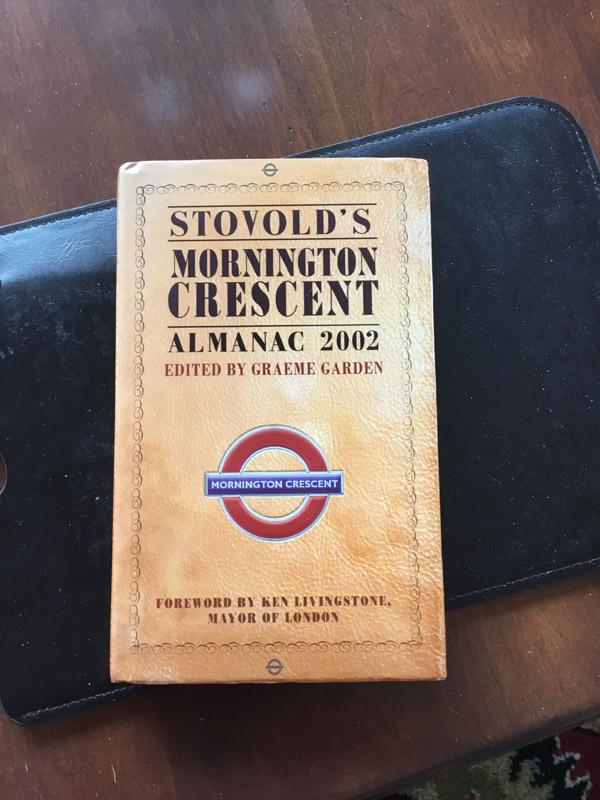 STOVOLD'S
MORNINGTON
CRESCENT
ALMANAC 2002
EDITED BY GRAEME GARDEN
MORNINGTON CRESCENT
FOREWORD BY KEN LIVINGSTONE,
MAYOR OF LONDON